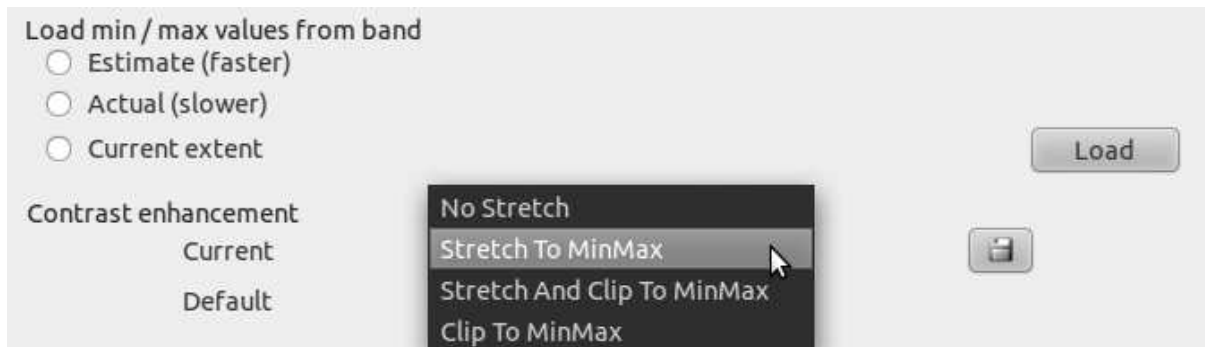 Load min / max values from band
Estimate (faster)
Actual (slower)
Current extent
Load
Contrast enhancement
No Stretch
Current
Stretch To MinMax
Default
Stretch And Clip To MinMax
Clip To MinMax